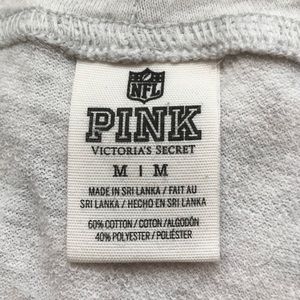 NFL
PINK
VICTORIA'S SECRET
M | M
MADE IN SRI LANKA / FAIT AU
SRI LANKA / HECHO EN SRI LANKA
60% COTTON / COTON /ALGODÓN
40% POLYESTER / POLIÉSTER